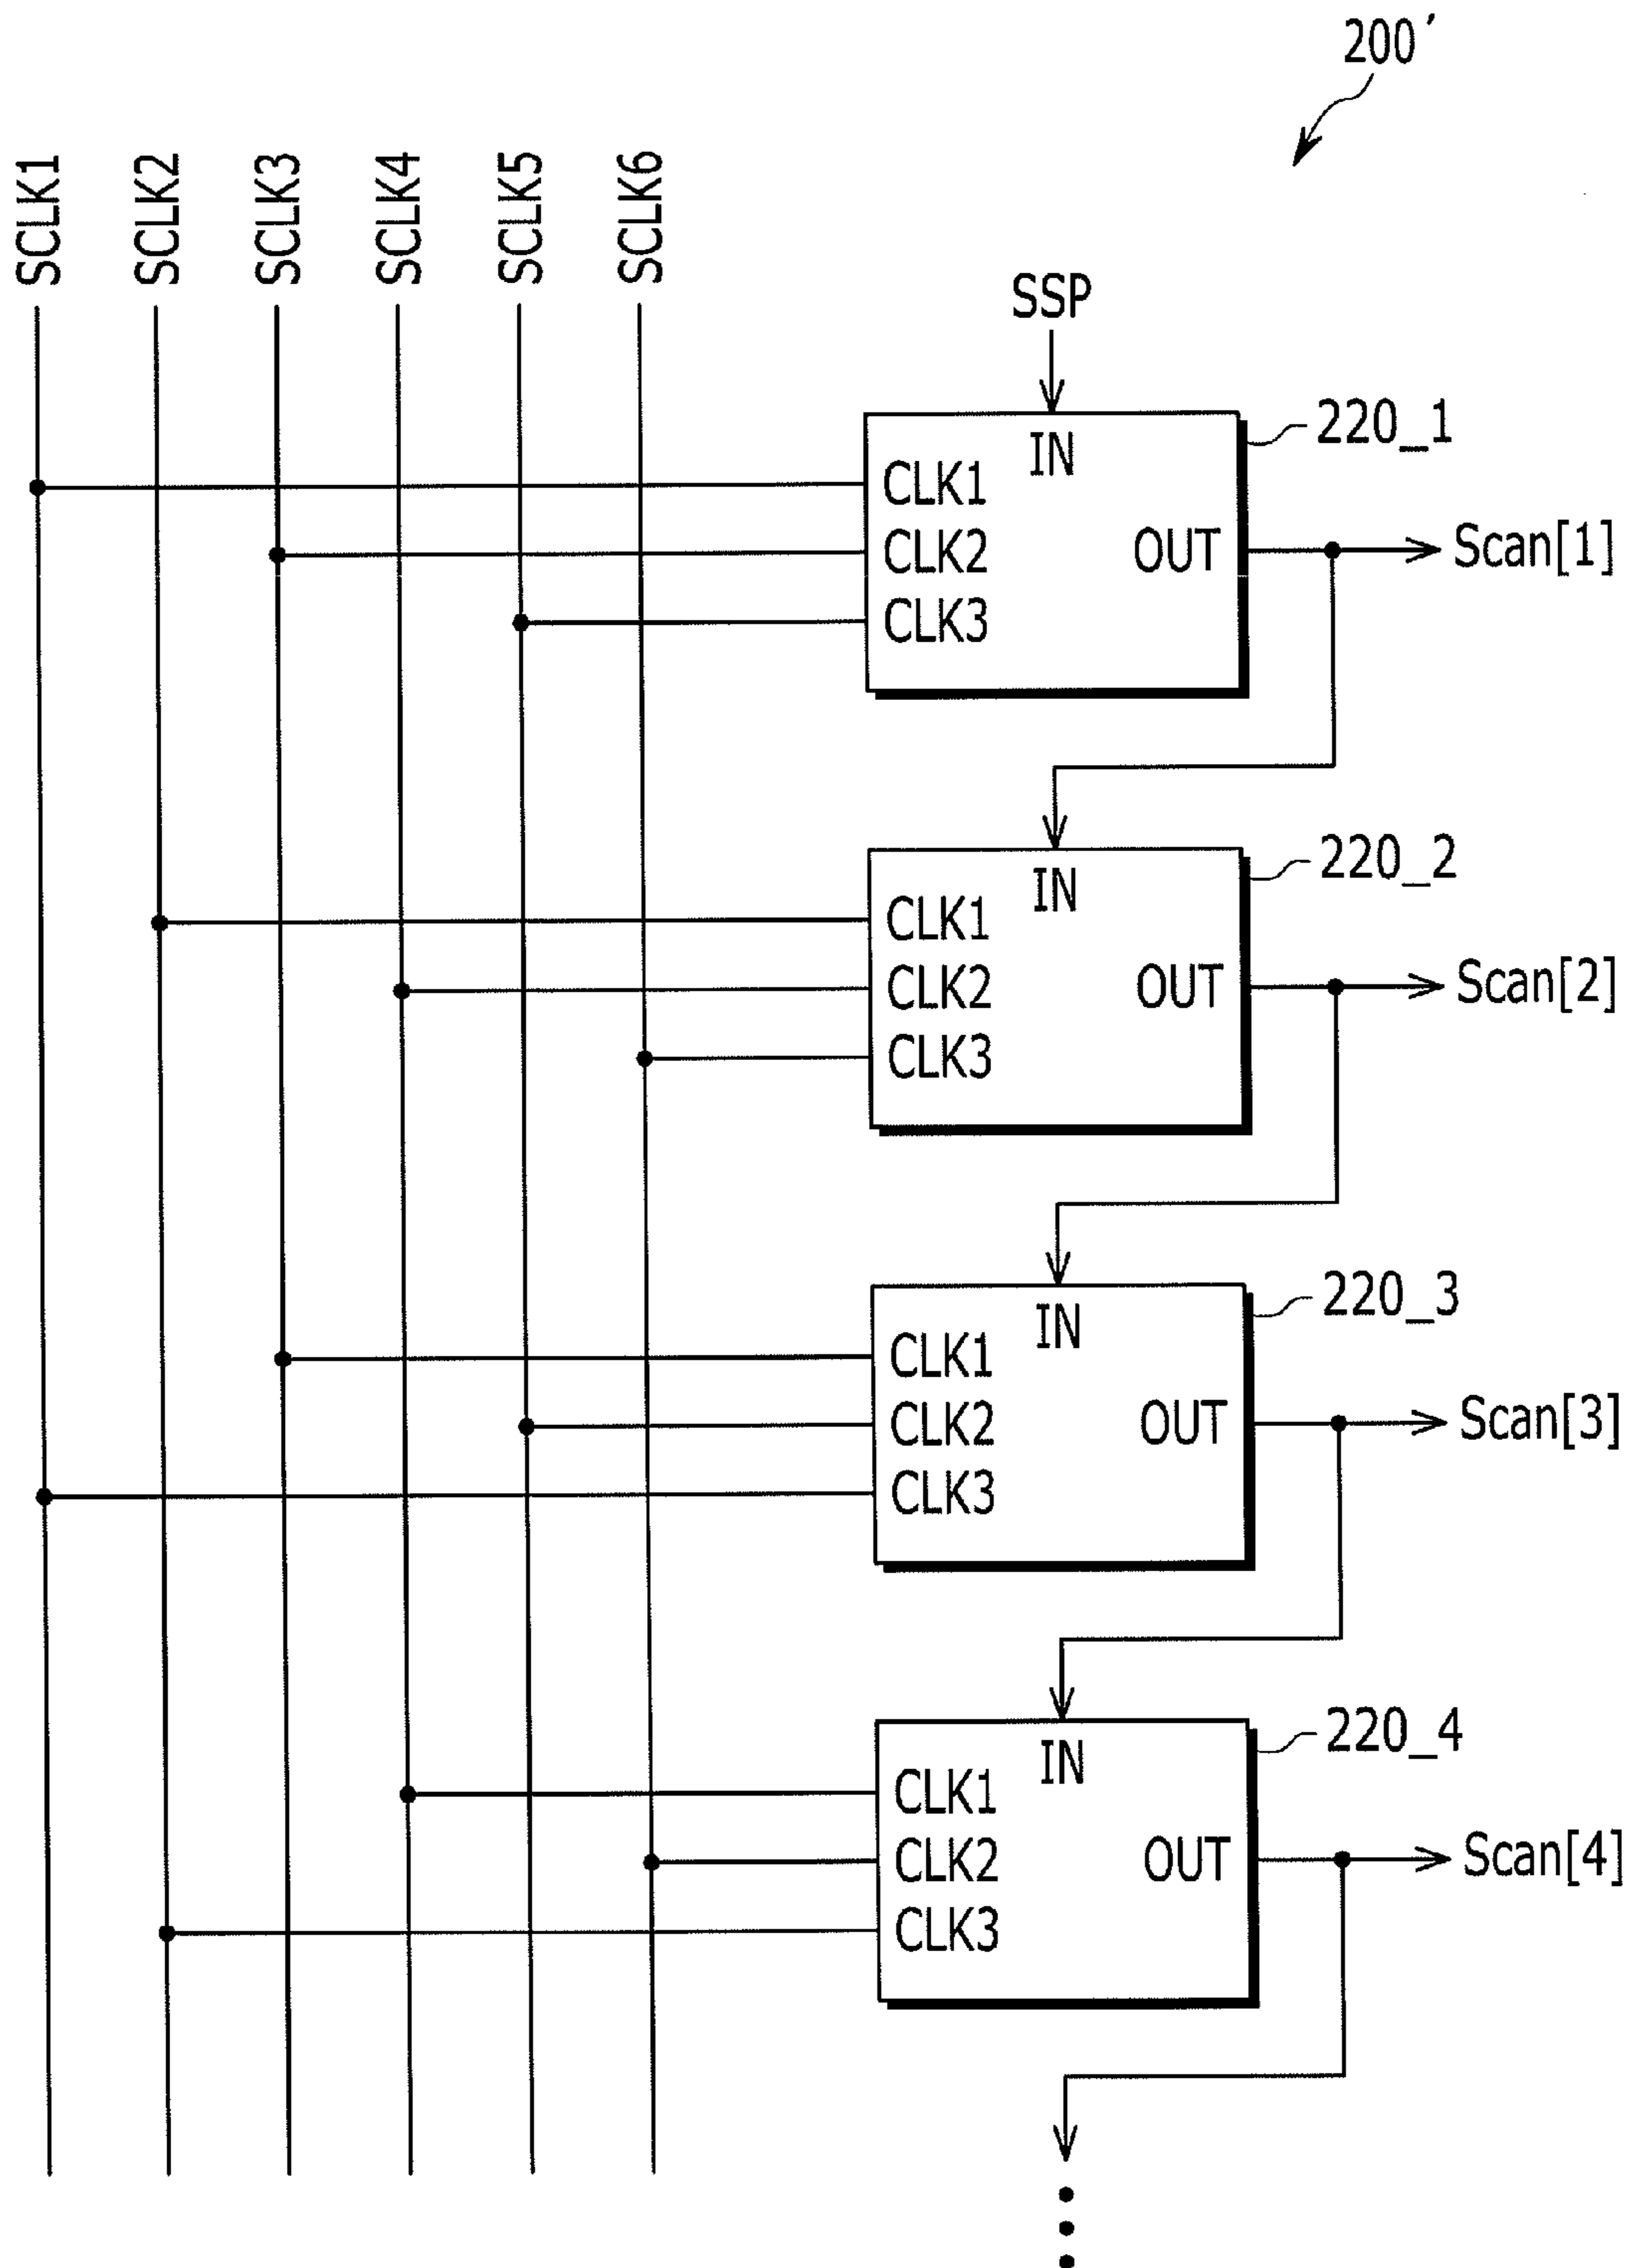 200´
SCLK1
SCLK2
SCLK3
SCLK4
SCLK5
SCLK6
SSP
220_1
IN
CLK1
CLK2
CLK3
OUT
Scan[1]
220_2
IN
CLK1
CLK2
CLK3
OUT
Scan[2]
220_3
IN
CLK1
CLK2
CLK3
OUT
Scan[3]
220_4
IN
CLK1
CLK2
CLK3
OUT
Scan[4]